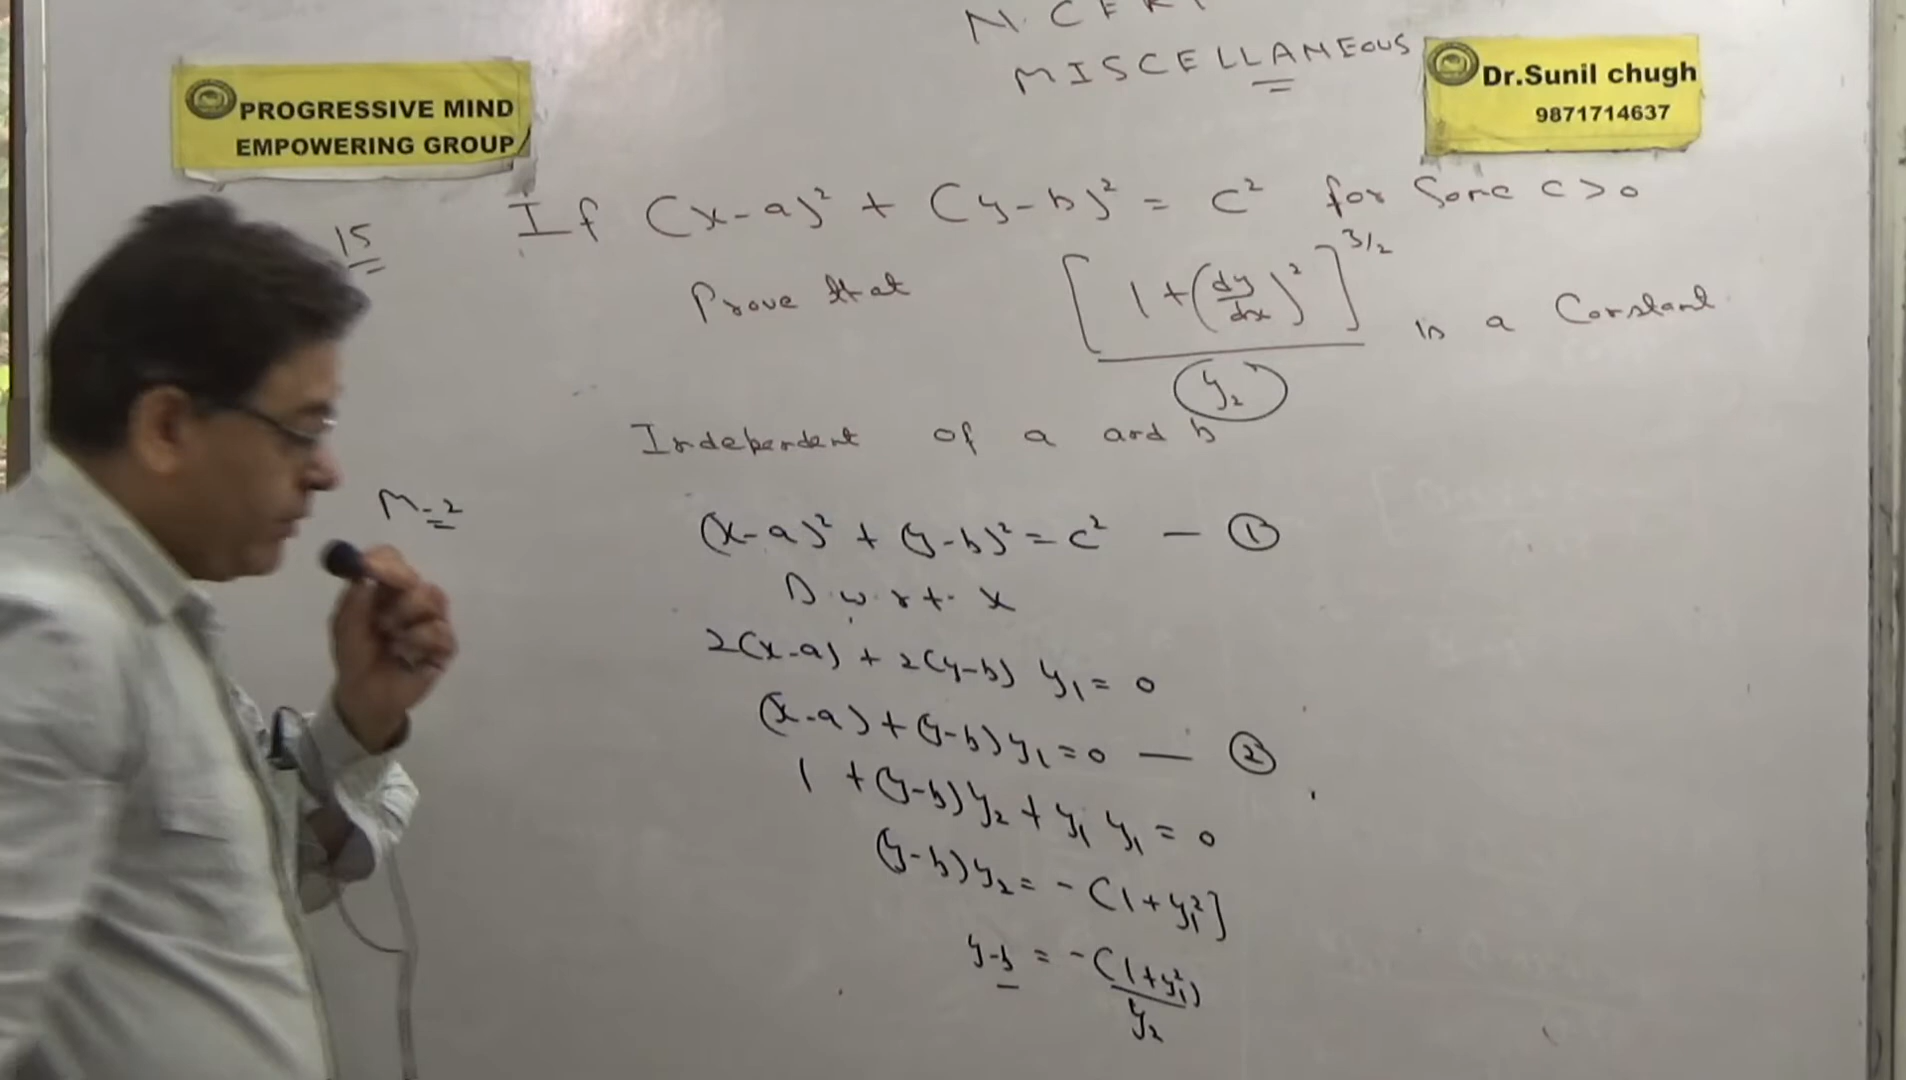 N.CERT
MISCELLANEOUS
PROGRESSIVE MIND
EMPOWERING GROUP
Dr.Sunil chugh
9871714637
15
If (x-a)² + (y-b)² = c² for Some c>0
Prove that [1+(dy/dx)²]^3/2 / y₂ is a Constant
Independent of a and b
M-2
(x-a)² + (y-b)² = c² — ①
D.w.r.t. x
2(x-a) + 2(y-b) y₁ = 0
(x-a) + (y-b) y₁ = 0 — ②
1 + (y-b) y₂ + y₁ y₁ = 0
(y-b) y₂ = -(1+y₁²]
y-b = -(1+y₁²)/y₂